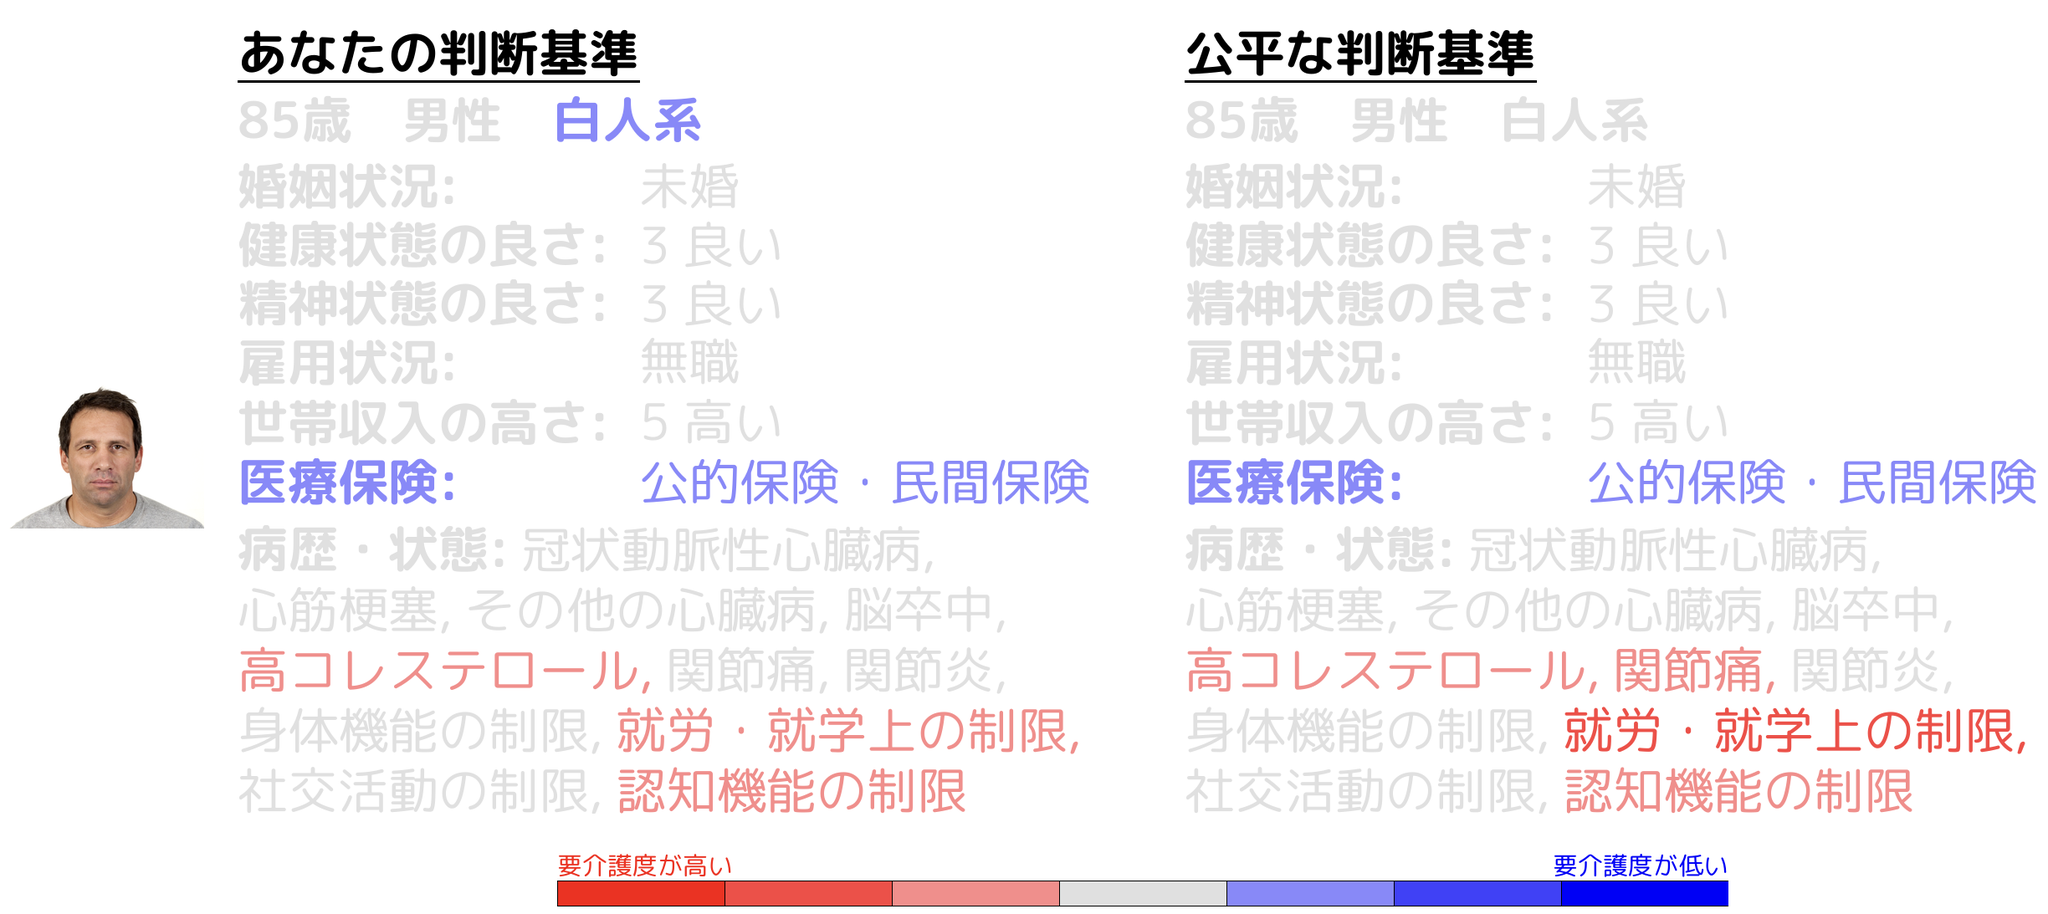 あなたの判断基準
85歳　男性　白人系
婚姻状況: 未婚
健康状態の良さ: 3 良い
精神状態の良さ: 3 良い
雇用状況: 無職
世帯収入の高さ: 5 高い
医療保険: 公的保険・民間保険
病歴・状態: 冠状動脈性心臓病,
心筋梗塞, その他の心臓病, 脳卒中,
高コレステロール, 関節痛, 関節炎,
身体機能の制限, 就労・就学上の制限,
社交活動の制限, 認知機能の制限
公平な判断基準
85歳　男性　白人系
婚姻状況: 未婚
健康状態の良さ: 3 良い
精神状態の良さ: 3 良い
雇用状況: 無職
世帯収入の高さ: 5 高い
医療保険: 公的保険・民間保険
病歴・状態: 冠状動脈性心臓病,
心筋梗塞, その他の心臓病, 脳卒中,
高コレステロール, 関節痛, 関節炎,
身体機能の制限, 就労・就学上の制限,
社交活動の制限, 認知機能の制限
要介護度が高い
要介護度が低い